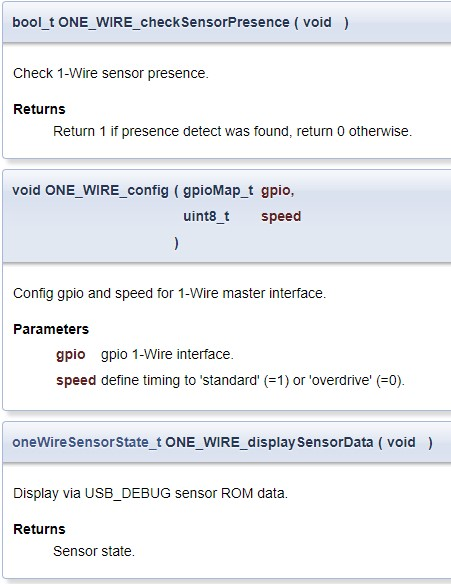 bool_t ONE_WIRE_checkSensorPresence ( void )
Check 1-Wire sensor presence.
Returns
Return 1 if presence detect was found, return 0 otherwise.
void ONE_WIRE_config ( gpioMap_t gpio,
uint8_t speed
)
Config gpio and speed for 1-Wire master interface.
Parameters
gpio gpio 1-Wire interface.
speed define timing to 'standard' (=1) or 'overdrive' (=0).
oneWireSensorState_t ONE_WIRE_displaySensorData ( void )
Display via USB_DEBUG sensor ROM data.
Returns
Sensor state.